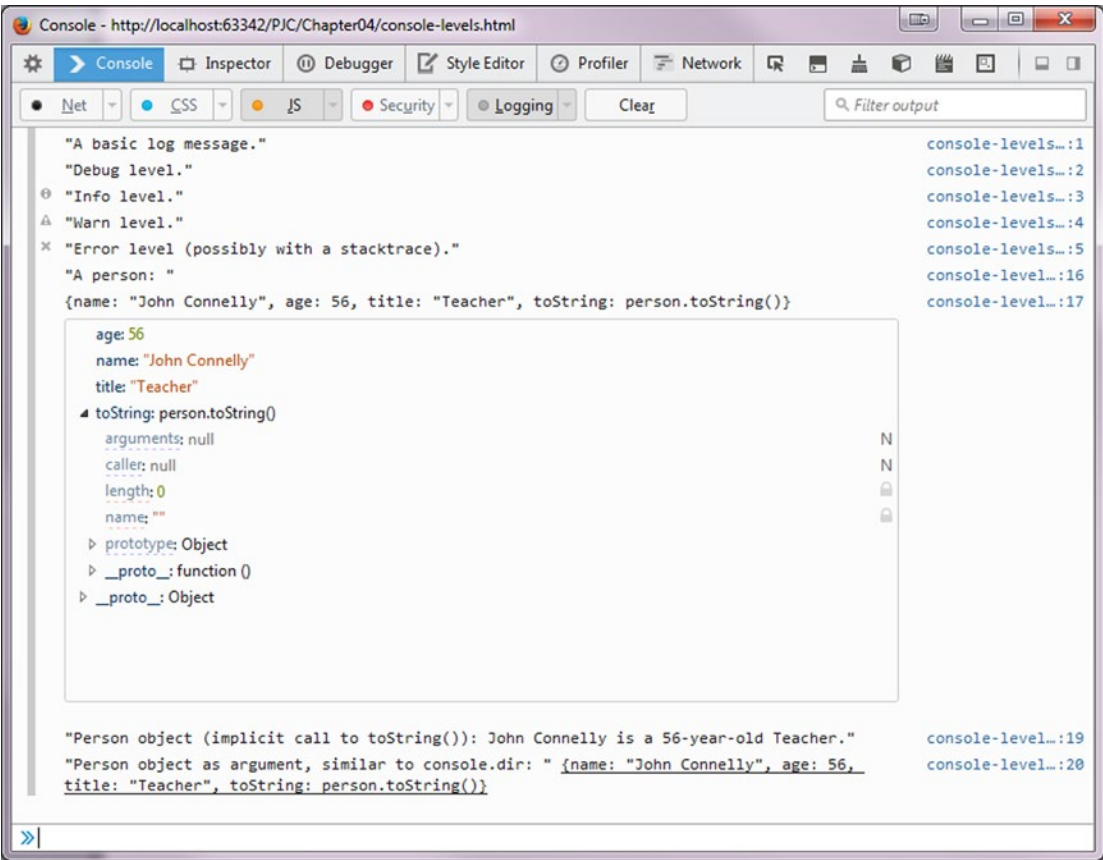 Console - http://localhost:63342/PJC/Chapter04/console-levels.html
Console Inspector Debugger Style Editor Profiler Network
Net CSS JS Security Logging Clear Filter output
"A basic log message." console-levels…:1
"Debug level." console-levels…:2
"Info level." console-levels…:3
"Warn level." console-levels…:4
"Error level (possibly with a stacktrace)." console-levels…:5
"A person: " console-level…:16
{name: "John Connelly", age: 56, title: "Teacher", toString: person.toString()} console-level…:17
age: 56
name: "John Connelly"
title: "Teacher"
toString: person.toString()
arguments: null N
caller: null N
length: 0
name: ""
prototype: Object
__proto__: function ()
__proto__: Object
"Person object (implicit call to toString()): John Connelly is a 56-year-old Teacher." console-level…:19
"Person object as argument, similar to console.dir: " {name: "John Connelly", age: 56, console-level…:20
title: "Teacher", toString: person.toString()}